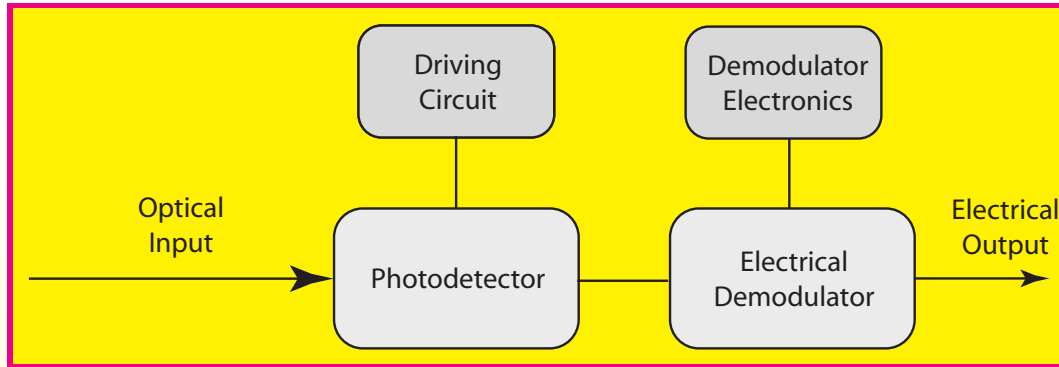 Driving
Circuit
Demodulator
Electronics
Optical
Input
Photodetector
Electrical
Demodulator
Electrical
Output